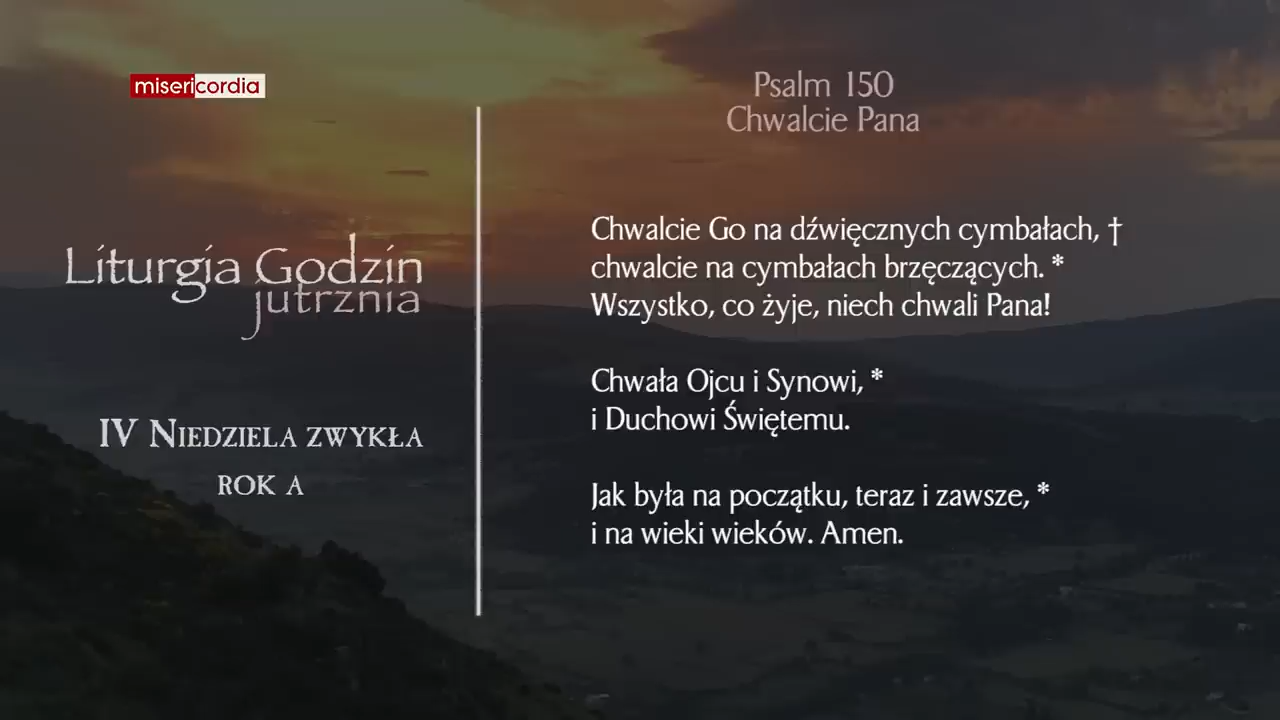 misericordia
Liturgia Godzin
jutrznia
IV Niedziela zwykła
rok A
Psalm 150
Chwalcie Pana
Chwalcie Go na dźwięcznych cymbałach, †
chwalcie na cymbałach brzęczących. *
Wszystko, co żyje, niech chwali Pana!
Chwała Ojcu i Synowi, *
i Duchowi Świętemu.
Jak była na początku, teraz i zawsze, *
i na wieki wieków. Amen.